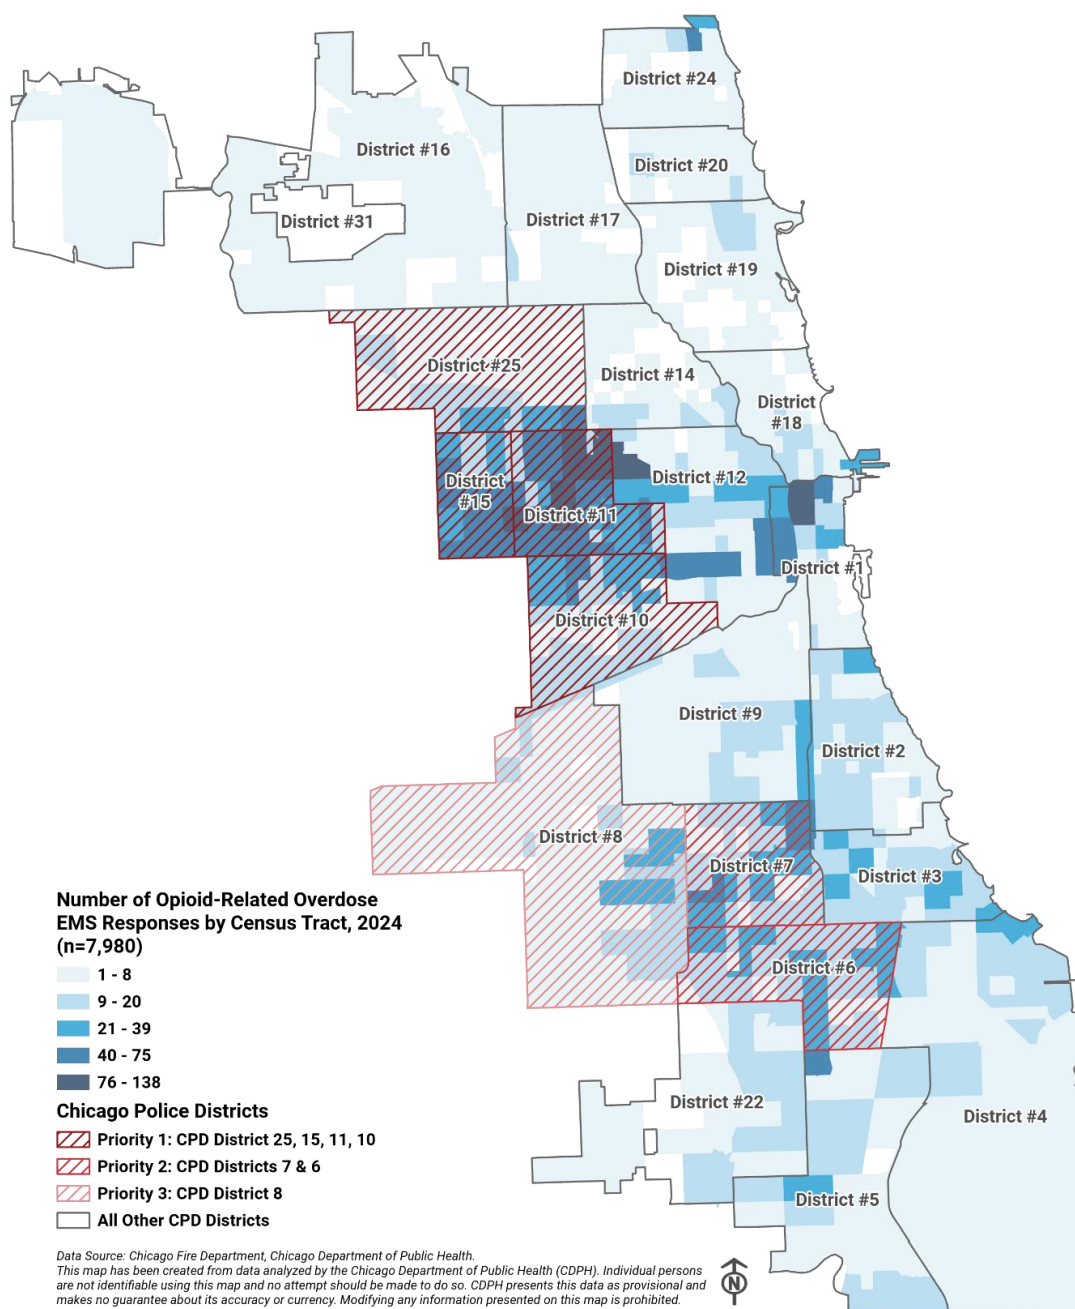 District #24
District #16
District #20
District #31
District #17
District #19
District #25
District #14
District
#18
District #12
District
#15
District #11
District #1
District #10
District #9
District #2
District #8
District #7
District #3
Number of Opioid-Related Overdose
EMS Responses by Census Tract, 2024
(n=7,980)
1 - 8
9 - 20
21 - 39
40 - 75
76 - 138
District #6
District #22
District #4
District #5
Chicago Police Districts
Priority 1: CPD District 25, 15, 11, 10
Priority 2: CPD Districts 7 & 6
Priority 3: CPD District 8
All Other CPD Districts
Data Source: Chicago Fire Department, Chicago Department of Public Health.
This map has been created from data analyzed by the Chicago Department of Public Health (CDPH). Individual persons
are not identifiable using this map and no attempt should be made to do so. CDPH presents this data as provisional and
makes no guarantee about its accuracy or currency. Modifying any information presented on this map is prohibited.
N